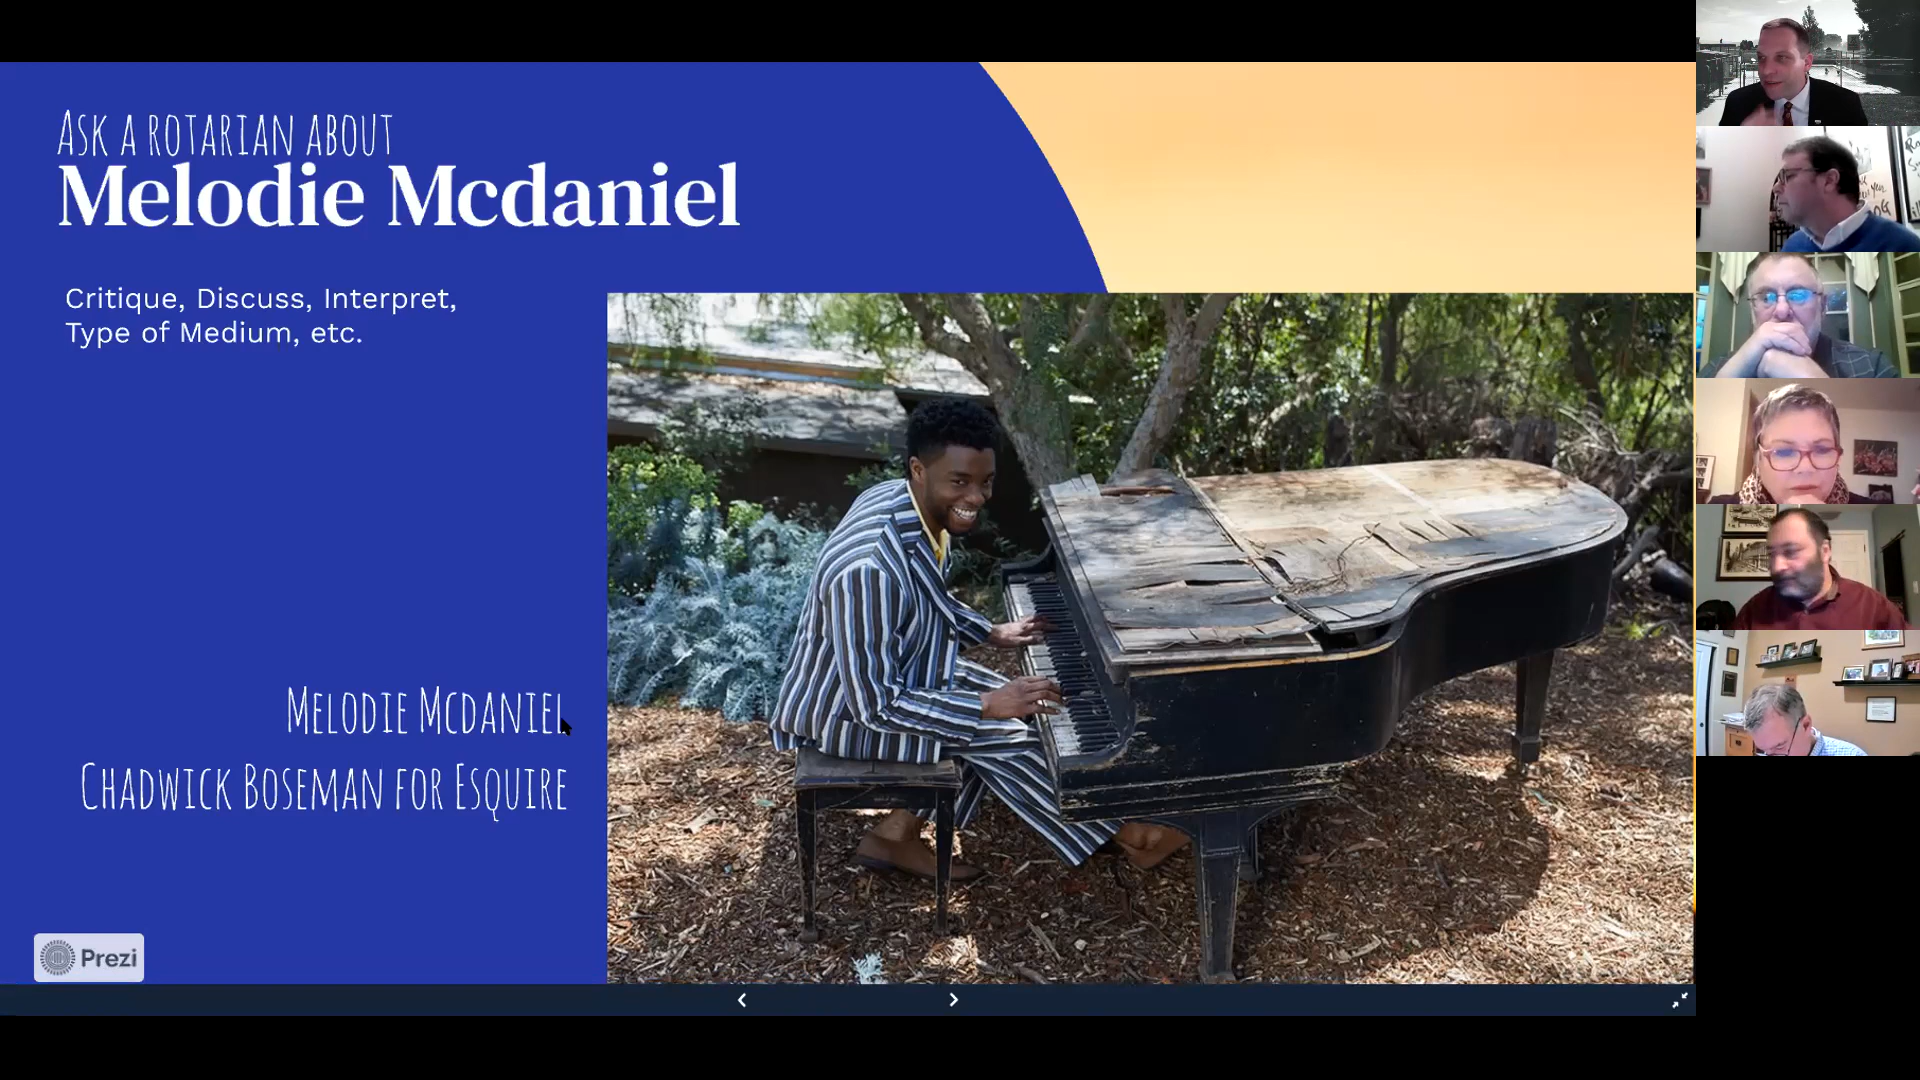 ASK A ROTARIAN ABOUT
Melodie Mcdaniel
Critique, Discuss, Interpret,
Type of Medium, etc.
MELODIE MCDANIEL
CHADWICK BOSEMAN FOR ESQUIRE
Prezi